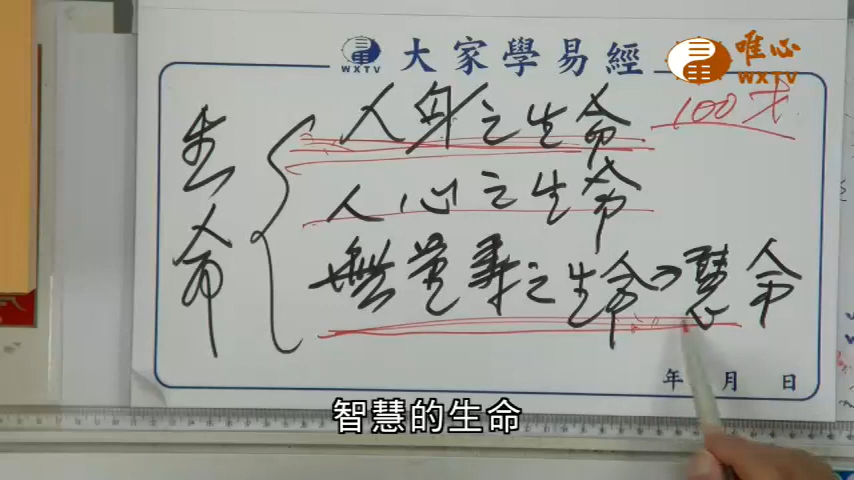 大家學易經
WXTV
唯心
WXTV
生命
人身之生命 100才
人心之生命
無量壽之生命→慧命
年 月 日
智慧的生命